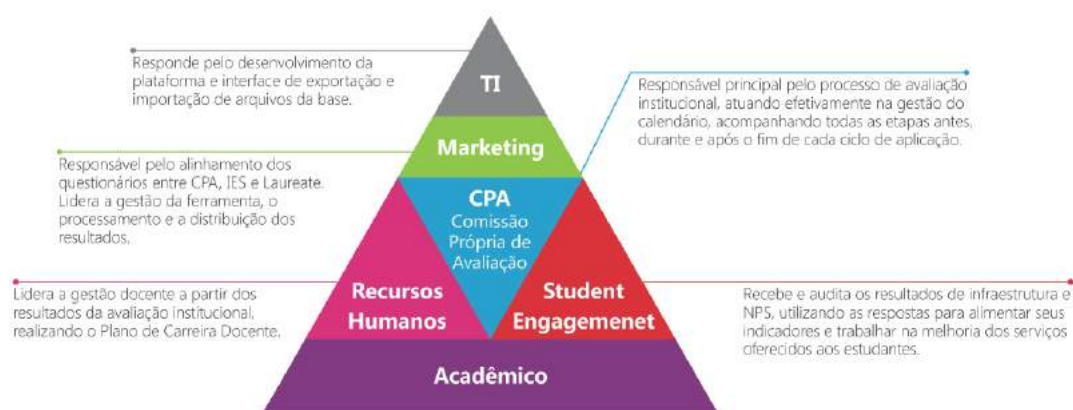 Responde pelo desenvolvimento da
plataforma e interface de exportação e
importação de arquivos da base.
TI
Responsável principal pelo processo de avaliação
institucional, atuando efetivamente na gestão do
calendário, acompanhando todas as etapas antes,
durante e após o fim de cada ciclo de aplicação.
Marketing
Responsável pelo alinhamento dos
questionários entre CPA, IES e Laureate.
Lidera a gestão da ferramenta, o
processamento e a distribuição dos
resultados.
CPA
Comissão
Própria de
Avaliação
Lidera a gestão docente a partir dos
resultados da avaliação institucional,
realizando o Plano de Carreira Docente.
Recursos
Humanos
Student
Engagemenet
Recebe e audita os resultados de infraestrutura e
NPS, utilizando as respostas para alimentar seus
indicadores e trabalhar na melhoria dos serviços
oferecidos aos estudantes.
Acadêmico